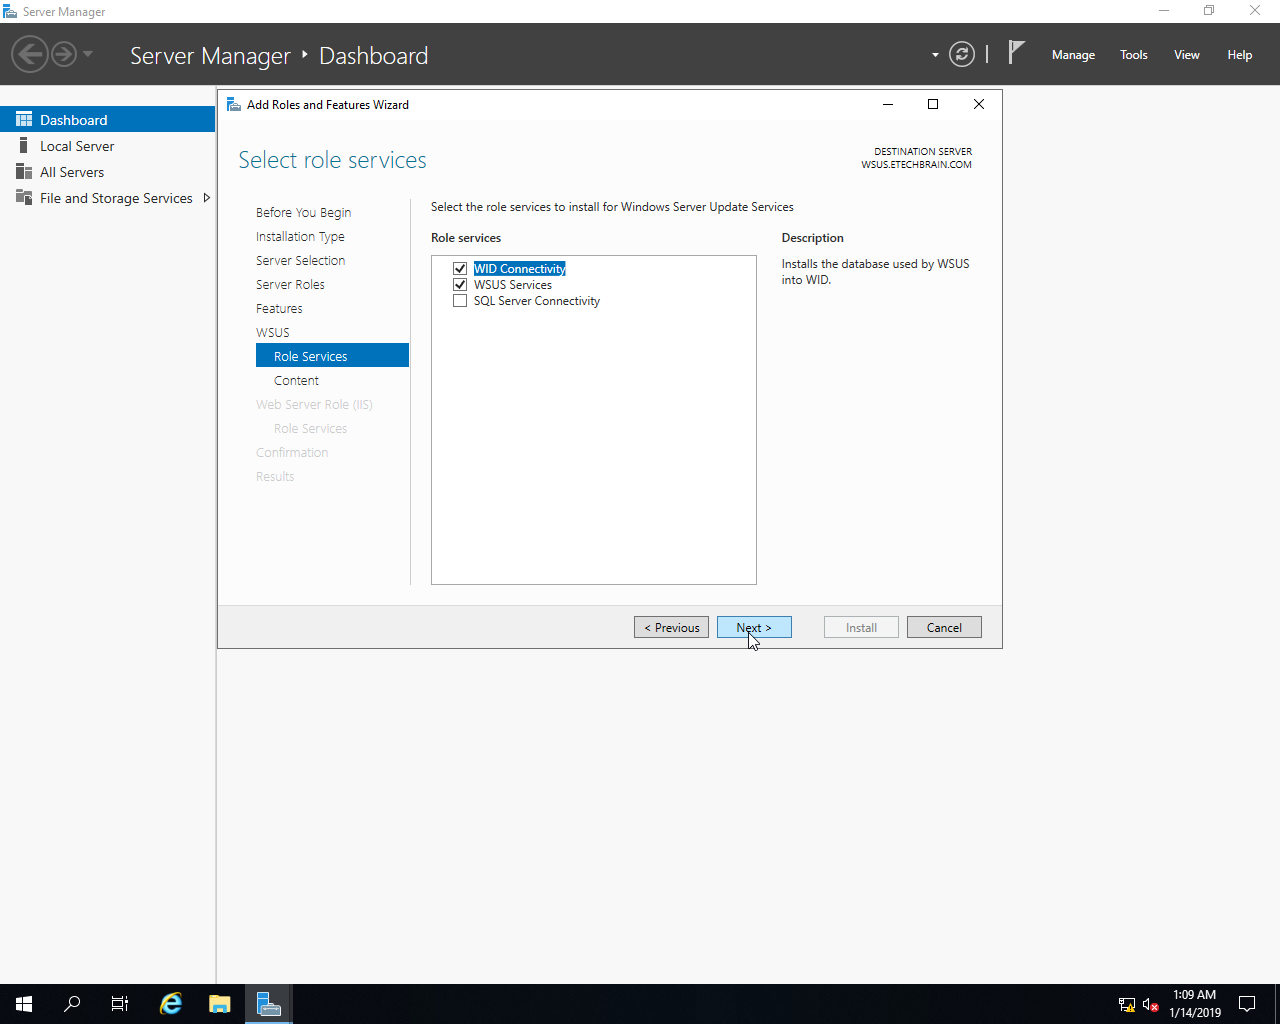 Server Manager
Server Manager ‣ Dashboard
Manage
Tools
View
Help
Dashboard
Local Server
All Servers
File and Storage Services
Add Roles and Features Wizard
Select role services
DESTINATION SERVER
WSUS.ETECHBRAIN.COM
Before You Begin
Installation Type
Server Selection
Server Roles
Features
WSUS
Role Services
Content
Web Server Role (IIS)
Role Services
Confirmation
Results
Select the role services to install for Windows Server Update Services
Role services
WID Connectivity
WSUS Services
SQL Server Connectivity
Description
Installs the database used by WSUS
into WID.
< Previous
Next >
Install
Cancel
1:09 AM
1/14/2019